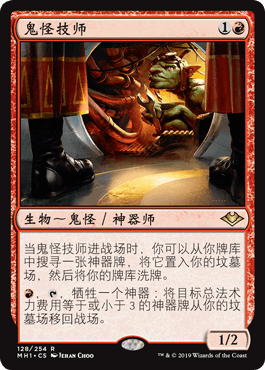 鬼怪技师 1
生物～鬼怪 / 神器师
当鬼怪技师进战场时，你可以从你牌库
中搜寻一张神器牌，将它置入你的坟墓
场，然后将你的牌库洗牌。
，，牺牲一个神器：将目标总法术
力费用等于或小于 3 的神器牌从你的坟
墓场移回战场。
1/2
128/254 R
MH1 • CS JEHAN CHOO
™ & © 2019 Wizards of the Coast